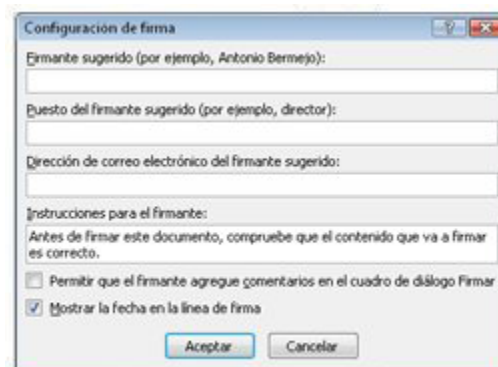 Configuración de firma
Firmante sugerido (por ejemplo, Antonio Bermejo):
Puesto del firmante sugerido (por ejemplo, director):
Dirección de correo electrónico del firmante sugerido:
Instrucciones para el firmante:
Antes de firmar este documento, compruebe que el contenido que va a firmar
es correcto.
Permitir que el firmante agregue comentarios en el cuadro de diálogo Firmar
Mostrar la fecha en la línea de firma
Aceptar Cancelar